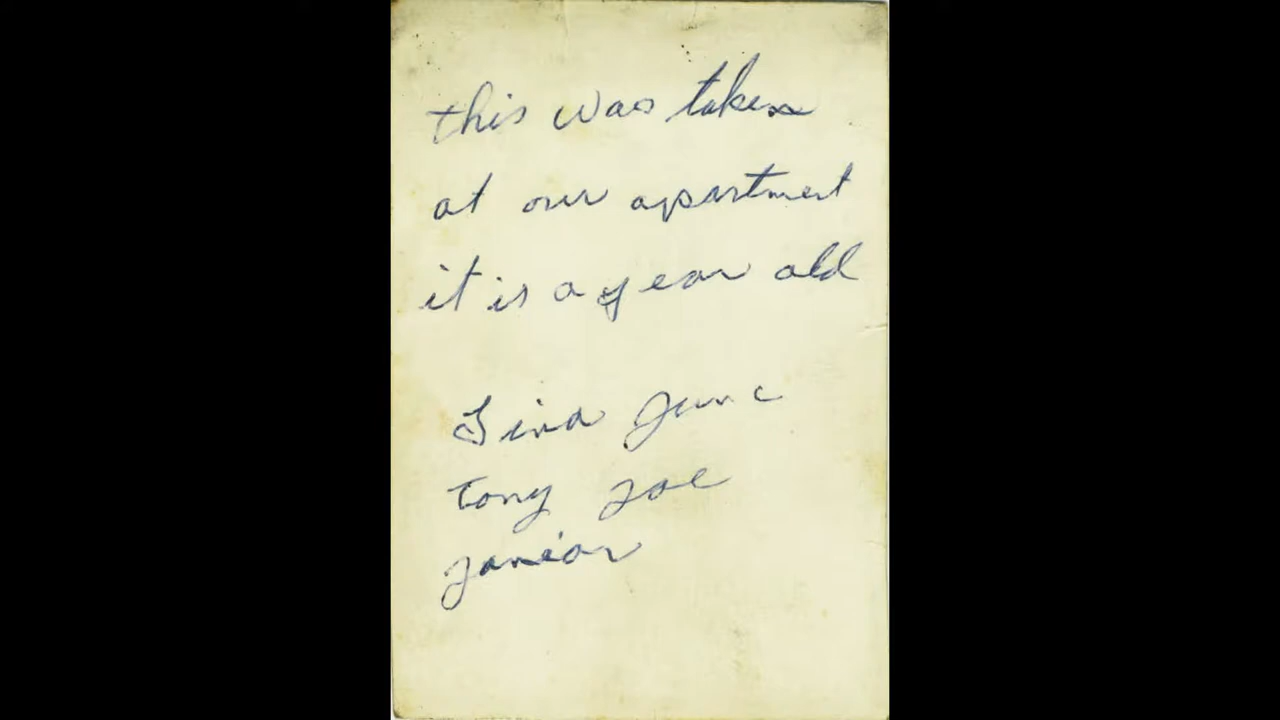 this was taken
at our apartment
it is a year old
Tina June
Tony Joe
Junior